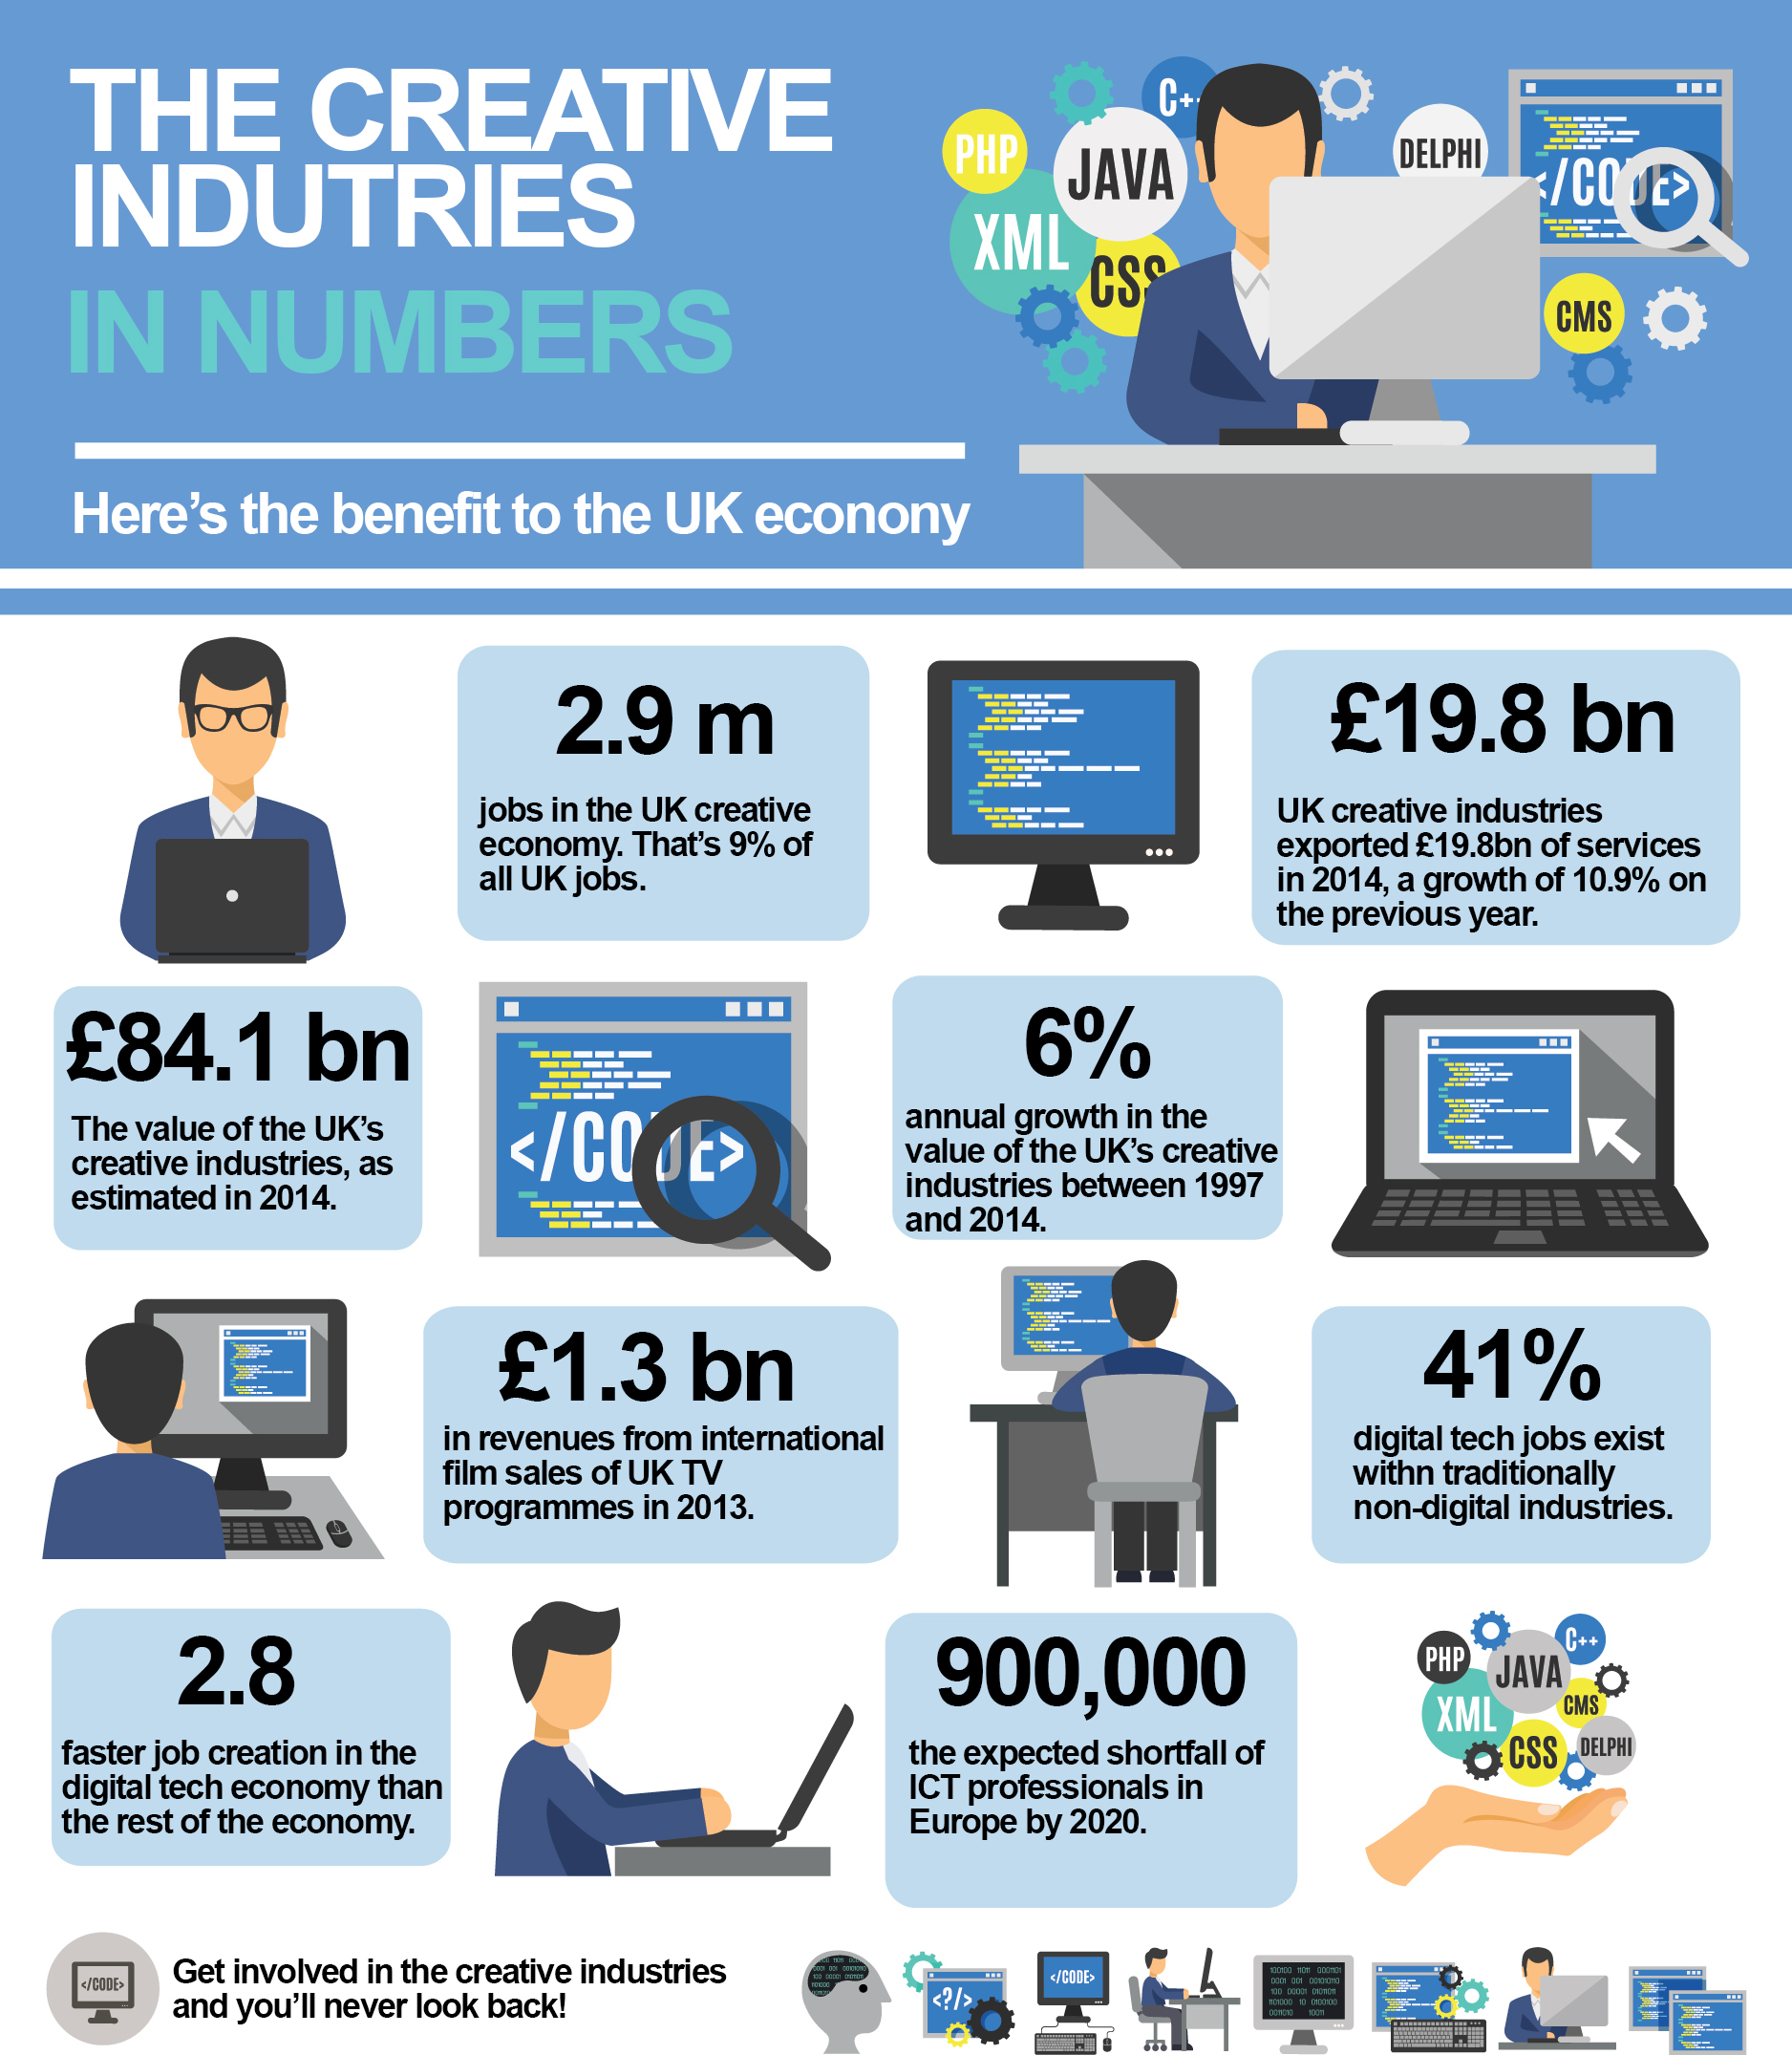 THE CREATIVE
INDUTRIES
IN NUMBERS
Here's the benefit to the UK econony
PHP
JAVA
XML
CSS
DELPHI
CMS
2.9 m
jobs in the UK creative
economy. That's 9% of
all UK jobs.
£19.8 bn
UK creative industries
exported £19.8bn of services
in 2014, a growth of 10.9% on
the previous year.
£84.1 bn
The value of the UK's
creative industries, as
estimated in 2014.
</CODE>
6%
annual growth in the
value of the UK's creative
industries between 1997
and 2014.
£1.3 bn
in revenues from international
film sales of UK TV
programmes in 2013.
41%
digital tech jobs exist
withn traditionally
non-digital industries.
2.8
faster job creation in the
digital tech economy than
the rest of the economy.
900,000
the expected shortfall of
ICT professionals in
Europe by 2020.
PHP
JAVA
C++
XML
CMS
CSS
DELPHI
</CODE>
Get involved in the creative industries
and you'll never look back!
<?/>
</CODE>